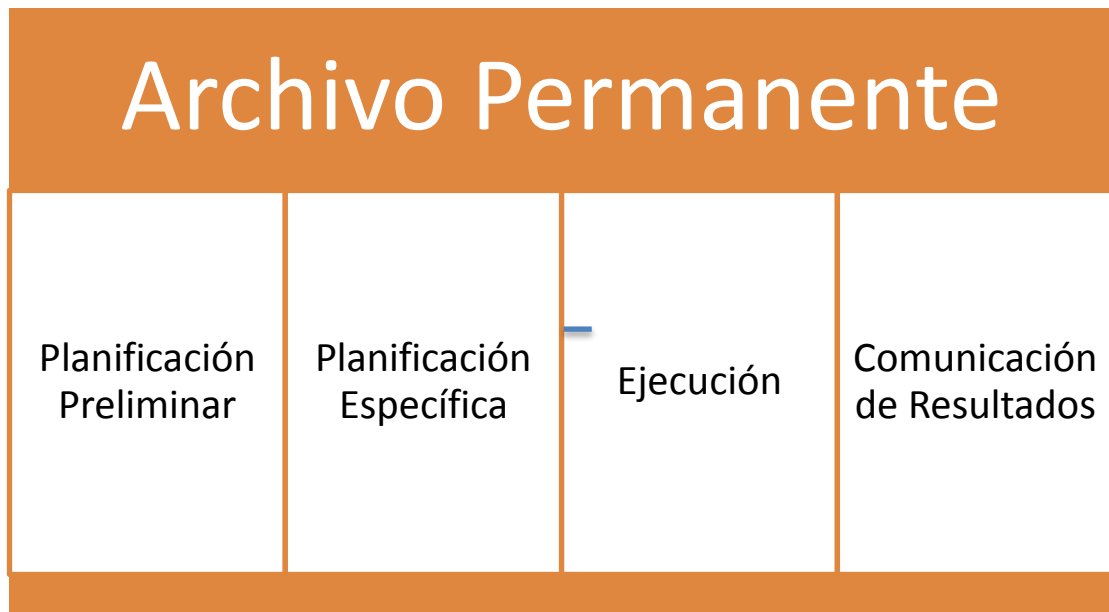 Archivo Permanente
Planificación
Preliminar
Planificación
Específica
Ejecución
Comunicación
de Resultados